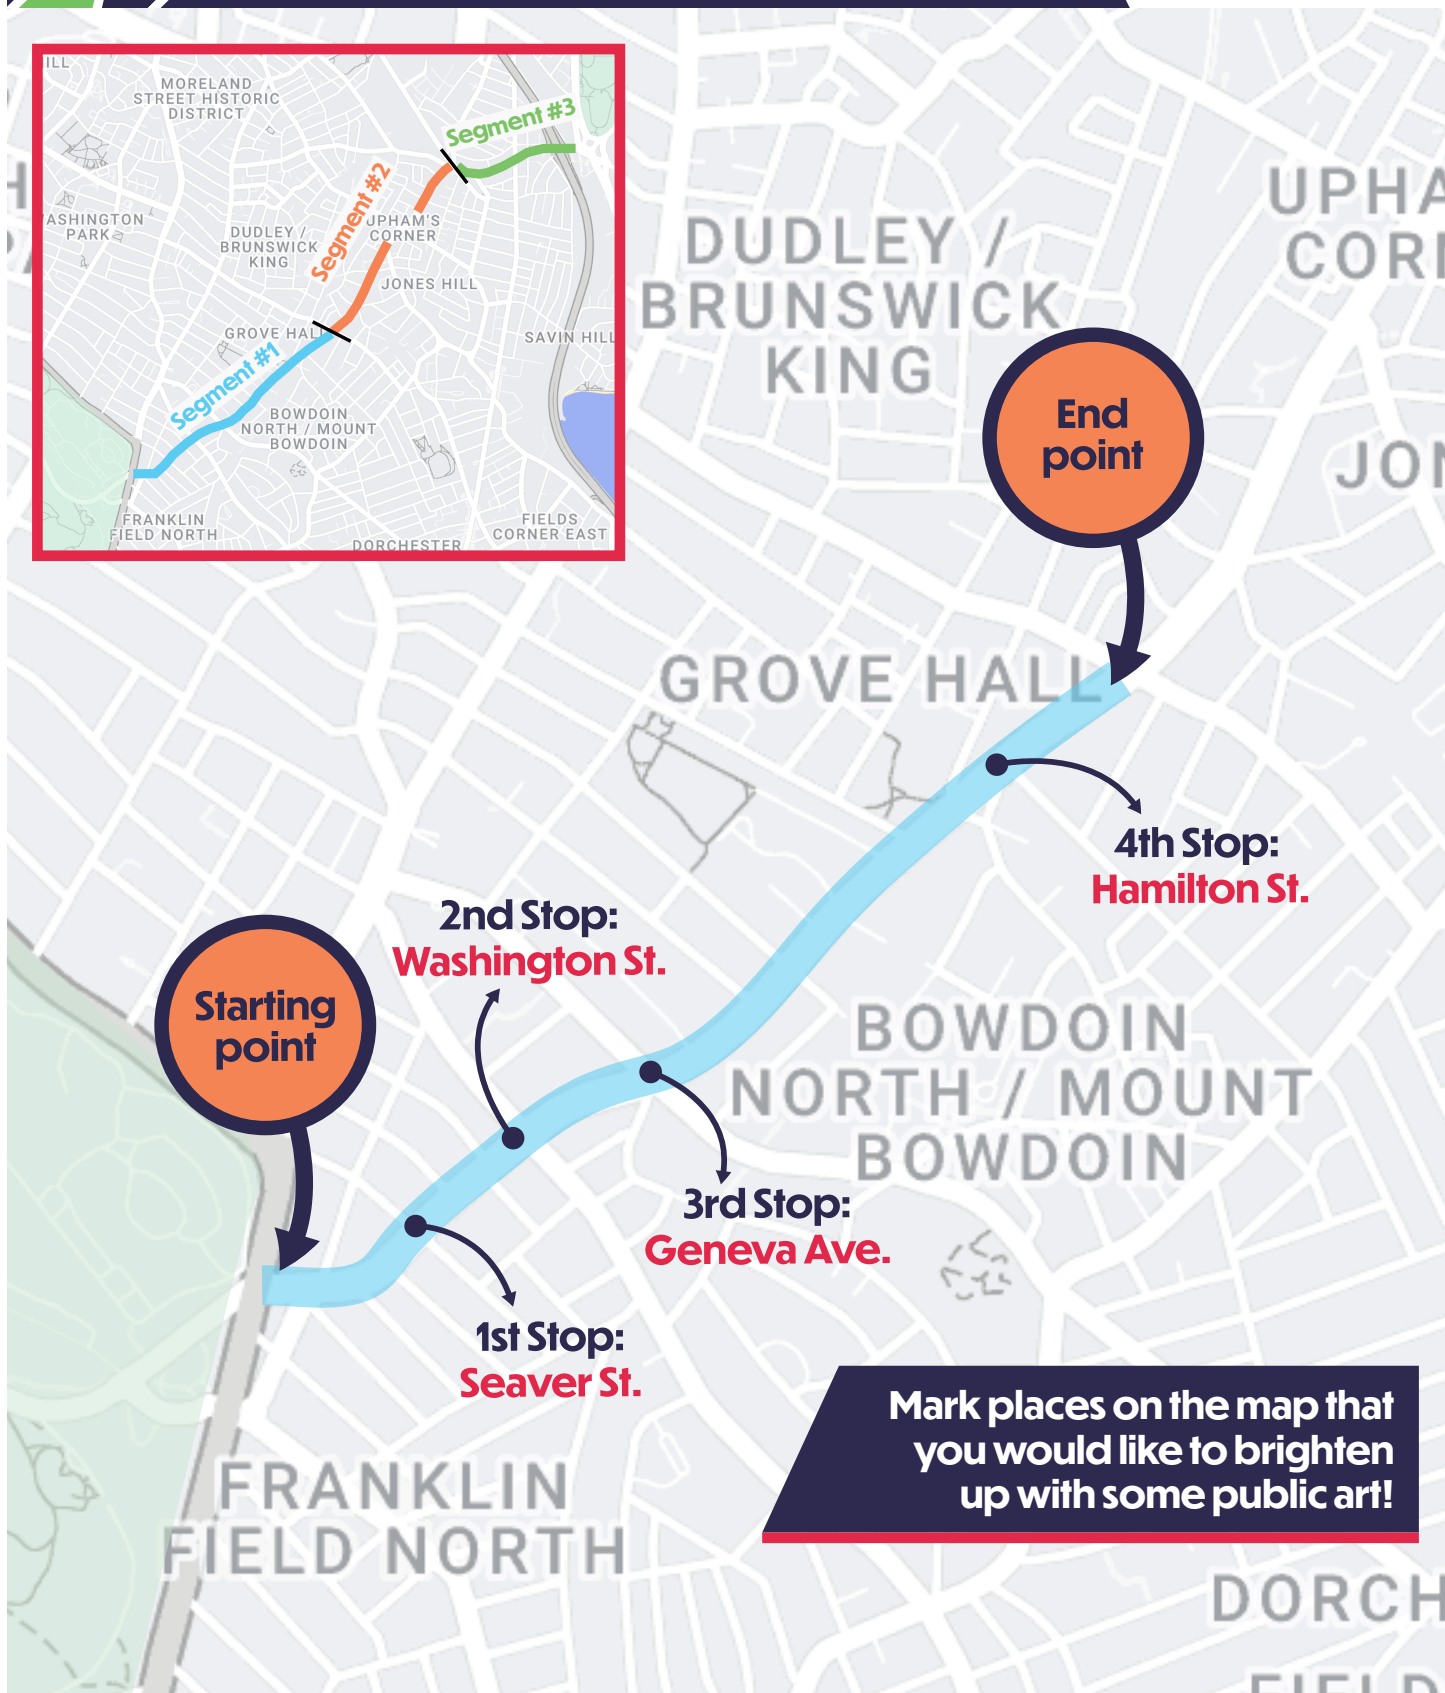 ILL
MORELAND
STREET HISTORIC
DISTRICT
Segment #3
Segment #2
ASHINGTON
PARK
DUDLEY /
BRUNSWICK
KING
UPHAM'S
CORNER
JONES HILL
GROVE HALL
SAVIN HILL
Segment #1
BOWDOIN
NORTH / MOUNT
BOWDOIN
FRANKLIN
FIELD NORTH
FIELDS
CORNER EAST
DORCHESTER
DUDLEY /
BRUNSWICK
KING
UPHA
CORN
JON
End
point
GROVE HALL
4th Stop:
Hamilton St.
2nd Stop:
Washington St.
Starting
point
BOWDOIN
NORTH / MOUNT
BOWDOIN
3rd Stop:
Geneva Ave.
1st Stop:
Seaver St.
Mark places on the map that
you would like to brighten
up with some public art!
FRANKLIN
FIELD NORTH
DORCH
FIELD